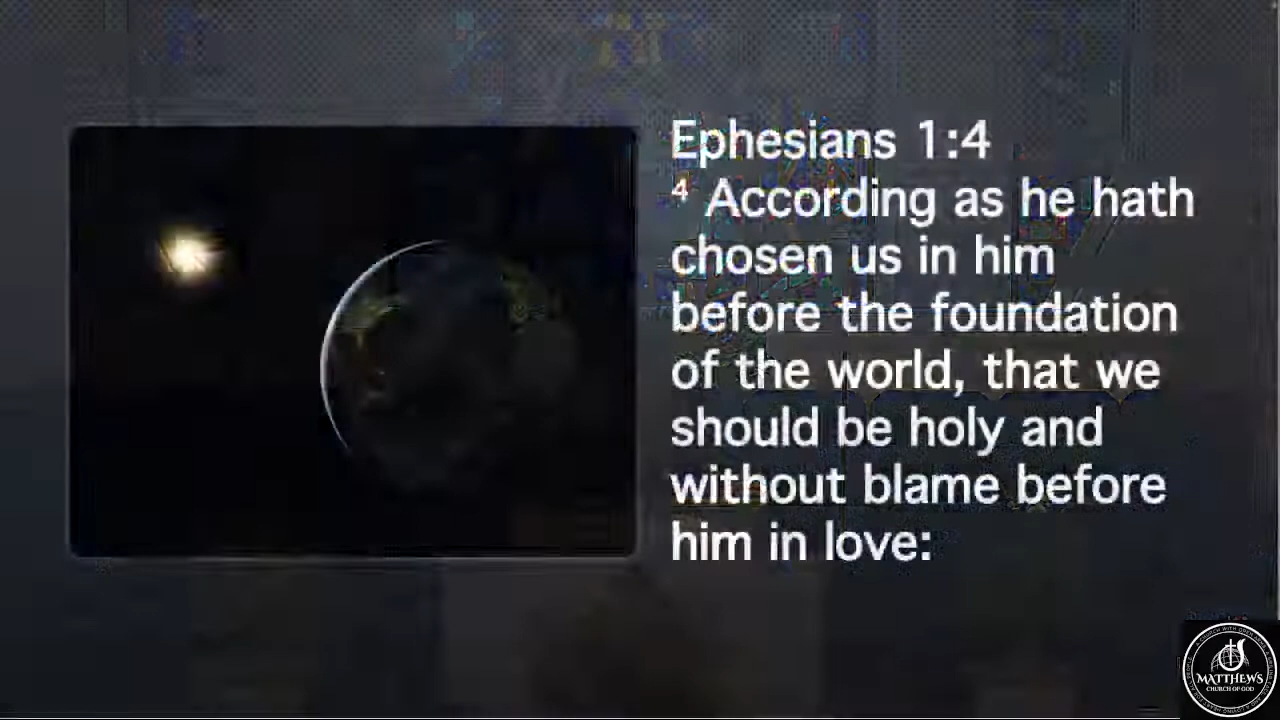 Ephesians 1:4
4 According as he hath
chosen us in him
before the foundation
of the world, that we
should be holy and
without blame before
him in love:
MATTHEWS
CHURCH OF GOD